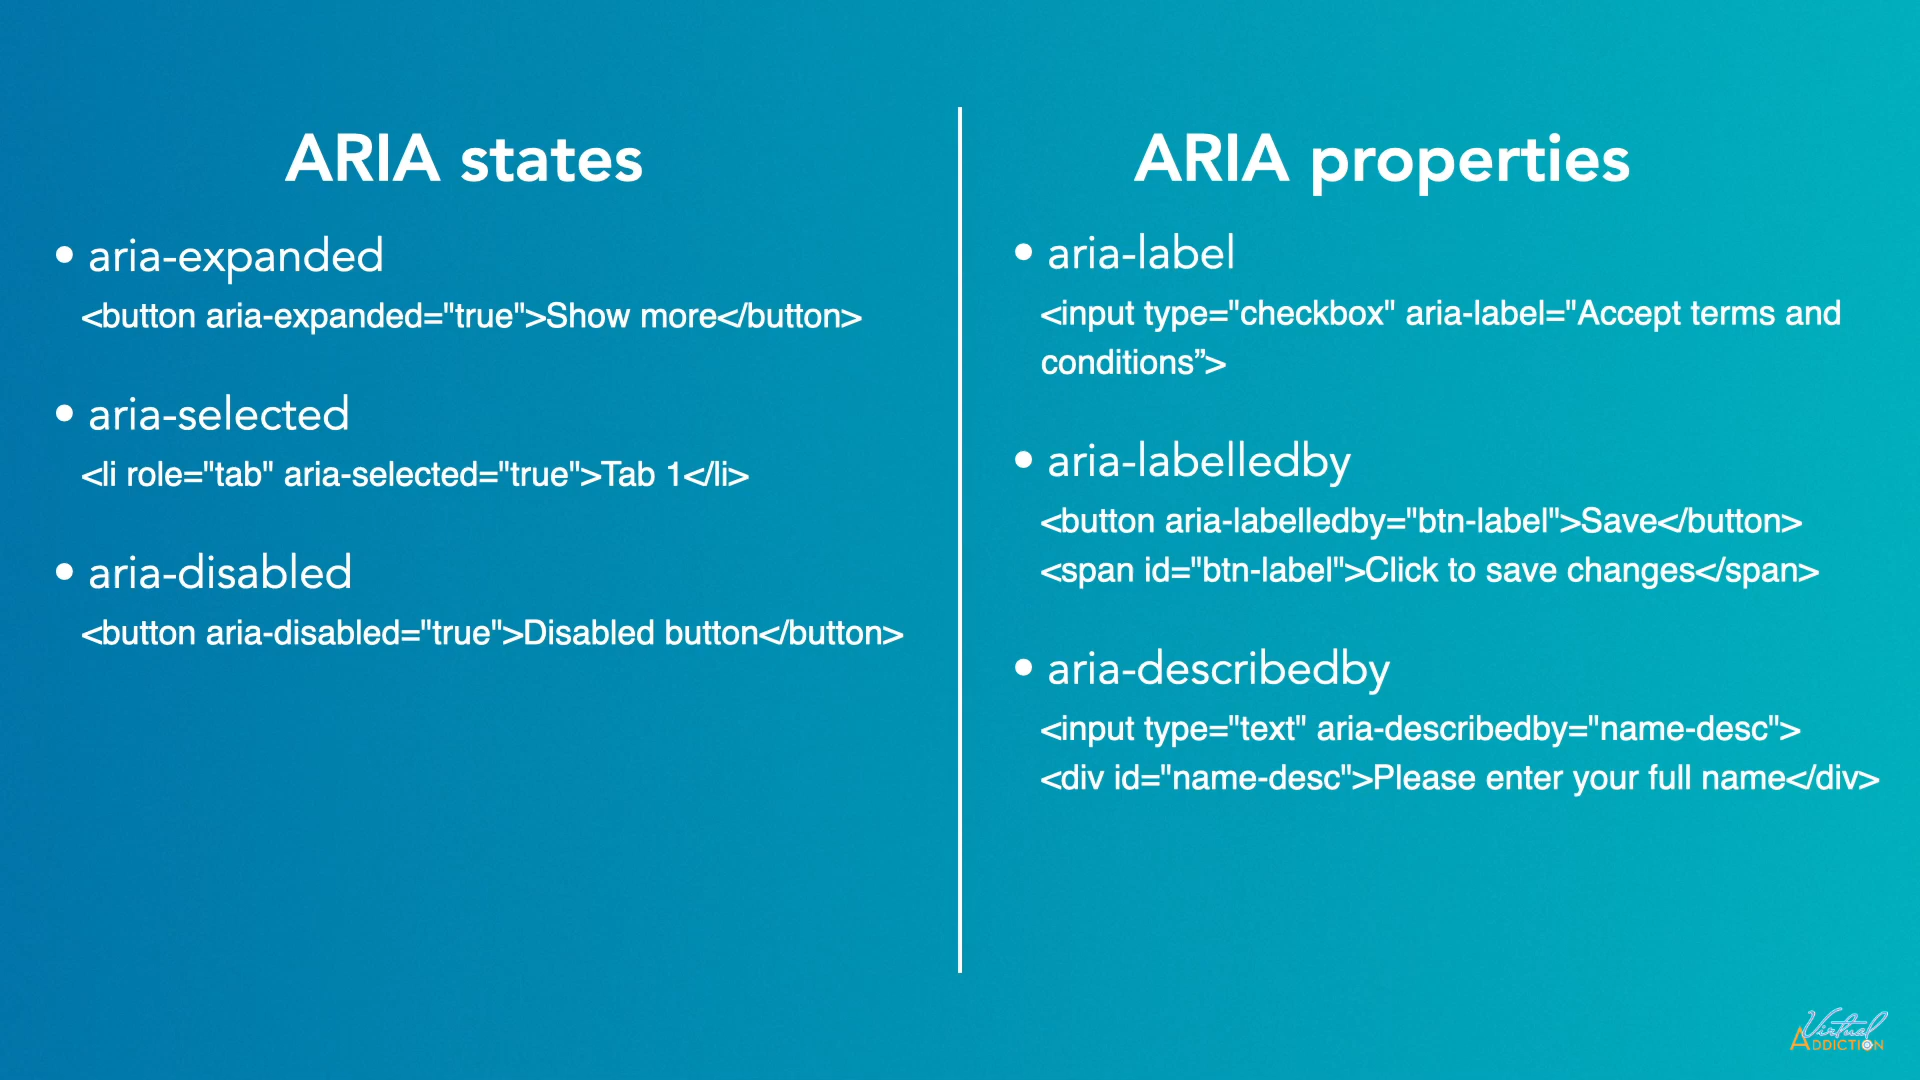 ARIA states
• aria-expanded
<button aria-expanded="true">Show more</button>
• aria-selected
<li role="tab" aria-selected="true">Tab 1</li>
• aria-disabled
<button aria-disabled="true">Disabled button</button>
ARIA properties
• aria-label
<input type="checkbox" aria-label="Accept terms and
conditions”>
• aria-labelledby
<button aria-labelledby="btn-label">Save</button>
<span id="btn-label">Click to save changes</span>
• aria-describedby
<input type="text" aria-describedby="name-desc">
<div id="name-desc">Please enter your full name</div>
Virtual
ADDICTION